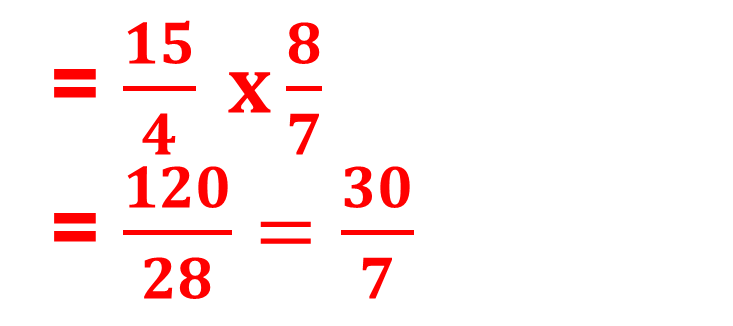 = 15/4 x 8/7
= 120/28 = 30/7